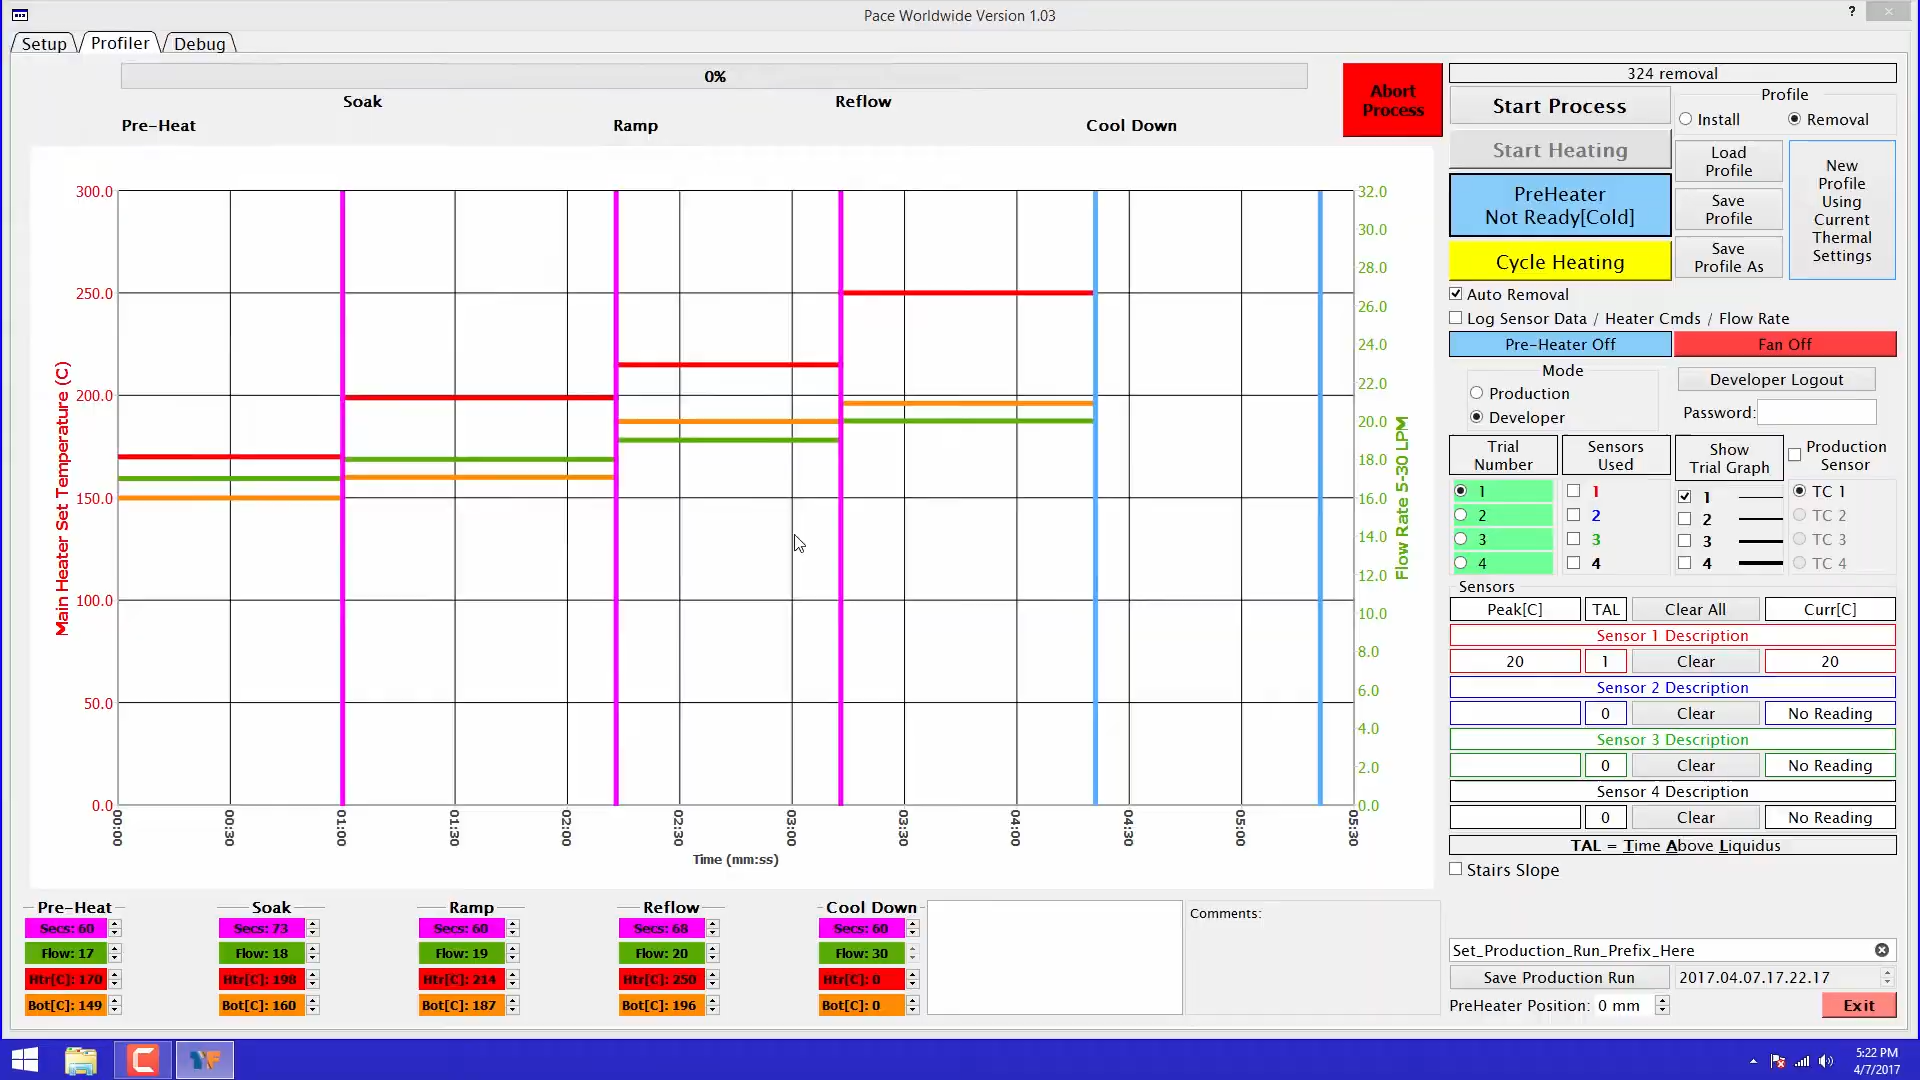 Pace Worldwide Version 1.03
?
Setup
Profiler
Debug
0%
Soak
Reflow
Pre-Heat
Ramp
Cool Down
Abort
Process
324 removal
Start Process
Profile
Install
Removal
Start Heating
Load
Profile
New
Profile
Using
Current
Thermal
Settings
PreHeater
Not Ready[Cold]
Save
Profile
Cycle Heating
Save
Profile As
Auto Removal
Log Sensor Data / Heater Cmds / Flow Rate
Pre-Heater Off
Fan Off
Mode
Production
Developer
Developer Logout
Password:
Trial
Number
Sensors
Used
Show
Trial Graph
Production
Sensor
1 1 1 TC 1
2 2 2 TC 2
3 3 3 TC 3
4 4 4 TC 4
Sensors
Peak[C] TAL Clear All Curr[C]
Sensor 1 Description
20 1 Clear 20
Sensor 2 Description
0 Clear No Reading
Sensor 3 Description
0 Clear No Reading
Sensor 4 Description
0 Clear No Reading
TAL = Time Above Liquidus
Stairs Slope
Main Heater Set Temperature (C)
300.0
250.0
200.0
150.0
100.0
50.0
0.0
32.0
30.0
28.0
26.0
24.0
22.0
20.0
18.0
16.0
14.0
12.0
10.0
8.0
6.0
4.0
2.0
0.0
Flow Rate 5-30 LPM
00:00
00:30
01:00
01:30
02:00
02:30
03:00
03:30
04:00
04:30
05:00
05:30
Time (mm:ss)
Pre-Heat
Secs: 60
Flow: 17
Htr[C]: 170
Bot[C]: 149
Soak
Secs: 73
Flow: 18
Htr[C]: 198
Bot[C]: 160
Ramp
Secs: 60
Flow: 19
Htr[C]: 214
Bot[C]: 187
Reflow
Secs: 68
Flow: 20
Htr[C]: 250
Bot[C]: 196
Cool Down
Secs: 60
Flow: 30
Htr[C]: 0
Bot[C]: 0
Comments:
Set_Production_Run_Prefix_Here
Save Production Run
2017.04.07.17.22.17
PreHeater Position: 0 mm
Exit
5:22 PM
4/7/2017